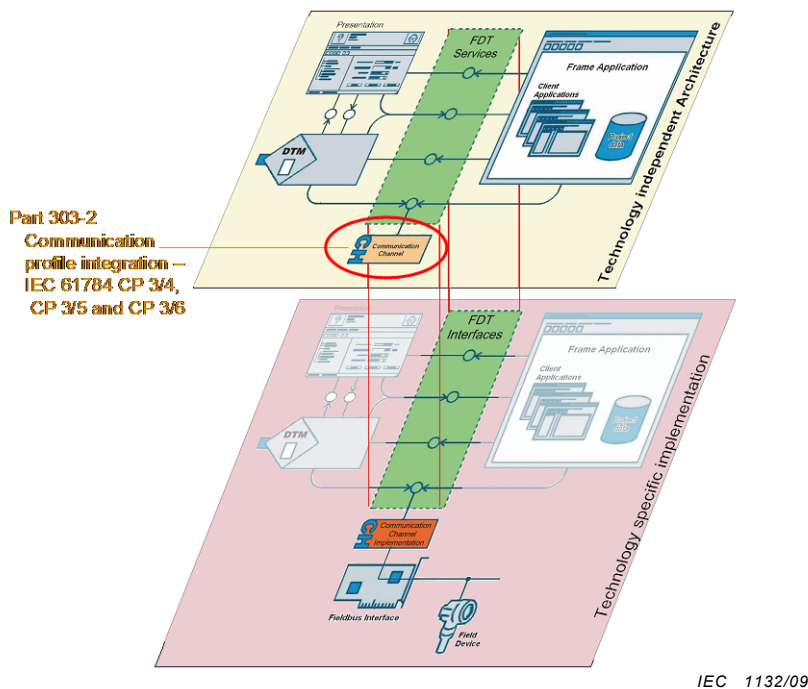 Presentation
FDT
Services
Frame Application
Client
Applications
Project
data
DTM
Technology independent Architecture
Part 303-2
Communication
profile integration –
IEC 61784 CP 3/4,
CP 3/5 and CP 3/6
CH
Communication
Channel
Presentation
FDT
Interfaces
Frame Application
Client
Applications
Project
data
DTM
Technology specific implementation
CH
Communication
Channel
Implementation
Fieldbus Interface
Field
Device
IEC 1132/09